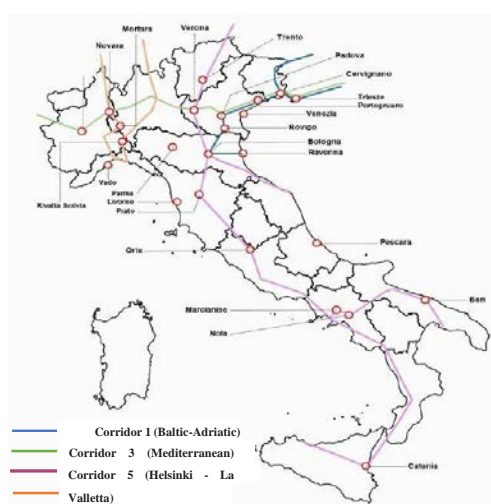 Mortara
Verona
Novara
Trento
Padova
Cervignano
Trieste
Portogruaro
Venezia
Rovigo
Bologna
Ravenna
Vado
Parma
Rivalta Scrivia
Livorno
Prato
Orte
Pescara
Marcianise
Bari
Nola
Catania
Corridor 1 (Baltic-Adriatic)
Corridor 3 (Mediterranean)
Corridor 5 (Helsinki - La
Valletta)